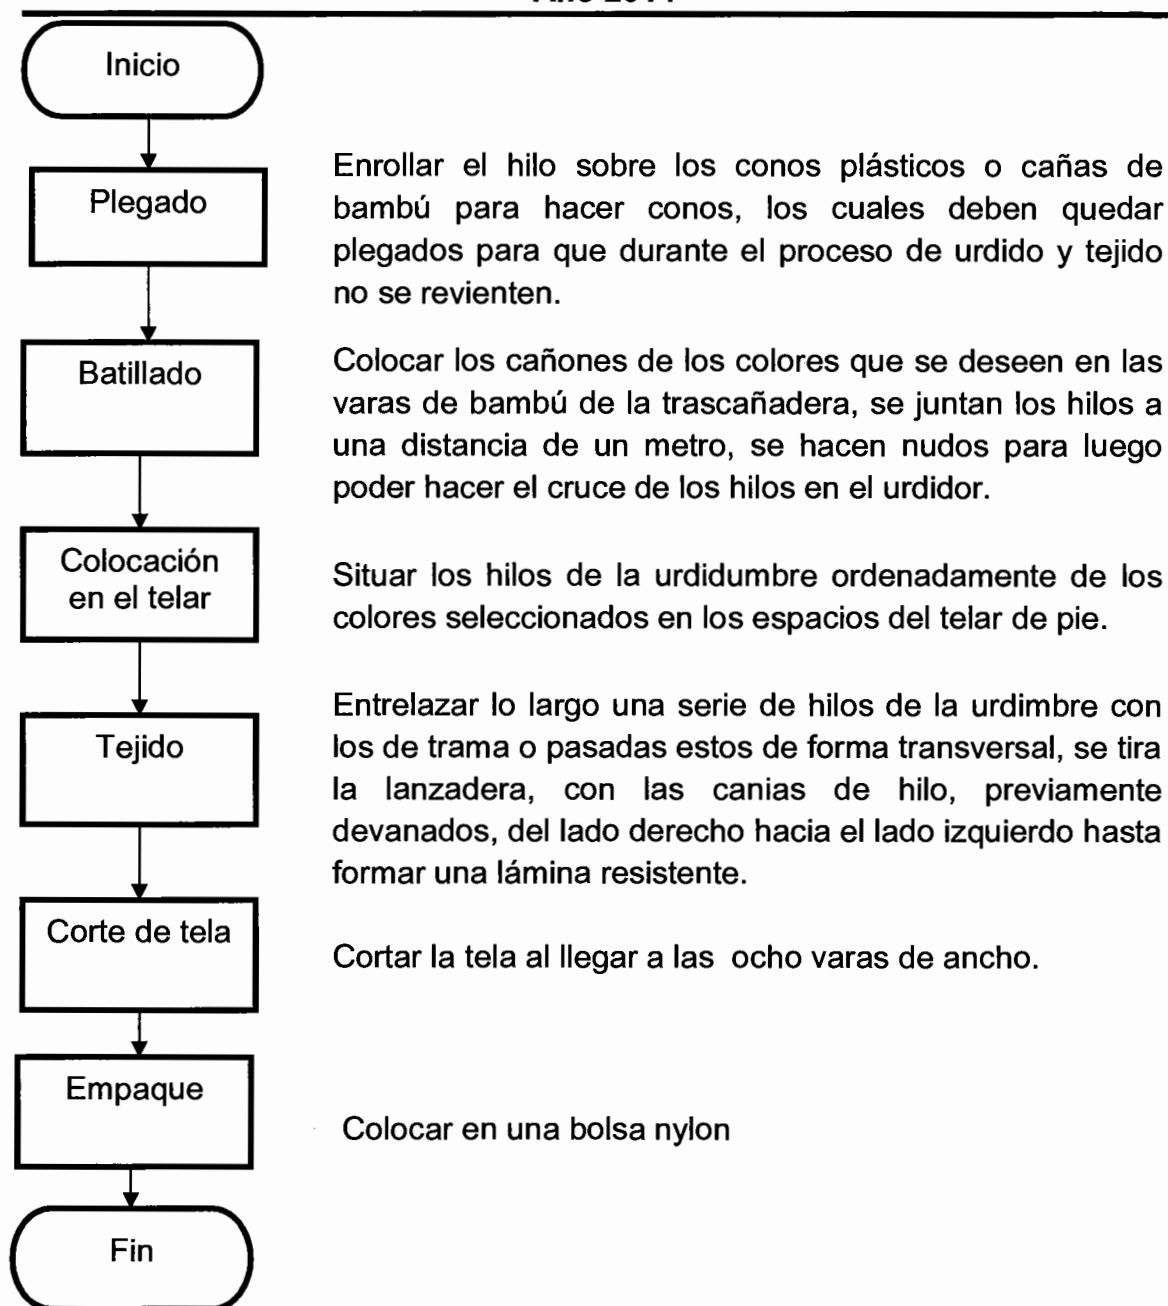 Inicio
Plegado
Enrollar el hilo sobre los conos plásticos o cañas de
bambú para hacer conos, los cuales deben quedar
plegados para que durante el proceso de urdido y tejido
no se revienten.
Batillado
Colocar los cañones de los colores que se deseen en las
varas de bambú de la trascañadera, se juntan los hilos a
una distancia de un metro, se hacen nudos para luego
poder hacer el cruce de los hilos en el urdidor.
Colocación
en el telar
Situar los hilos de la urdidumbre ordenadamente de los
colores seleccionados en los espacios del telar de pie.
Tejido
Entrelazar lo largo una serie de hilos de la urdimbre con
los de trama o pasadas estos de forma transversal, se tira
la lanzadera, con las canias de hilo, previamente
devanados, del lado derecho hacia el lado izquierdo hasta
formar una lámina resistente.
Corte de tela
Cortar la tela al llegar a las ocho varas de ancho.
Empaque
Colocar en una bolsa nylon
Fin